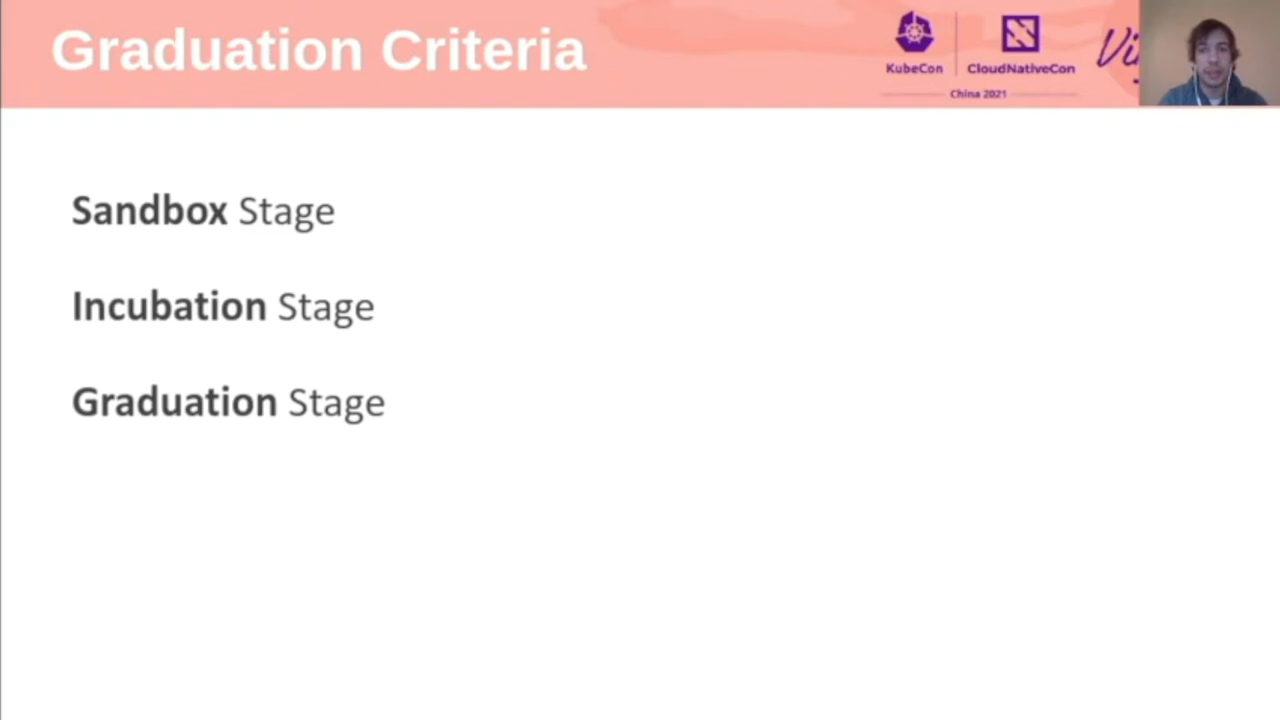 Graduation Criteria
KubeCon
CloudNativeCon
China 2021
Sandbox Stage
Incubation Stage
Graduation Stage